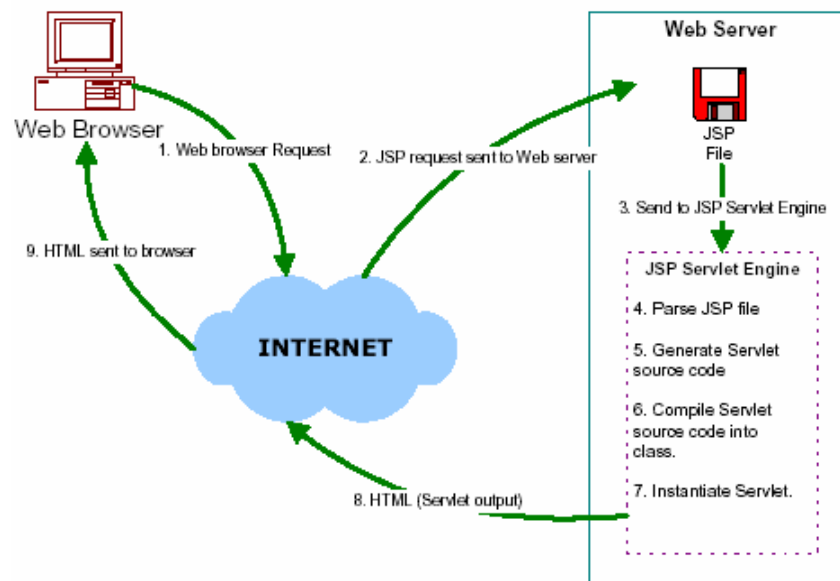 Web Server
Web Browser
JSP
File
1. Web browser Request
2. JSP request sent to Web server
3. Send to JSP Servlet Engine
9. HTML sent to browser
JSP Servlet Engine
4. Parse JSP file
5. Generate Servlet
source code
6. Compile Servlet
source code into
class.
7. Instantiate Servlet.
INTERNET
8. HTML (Servlet output)